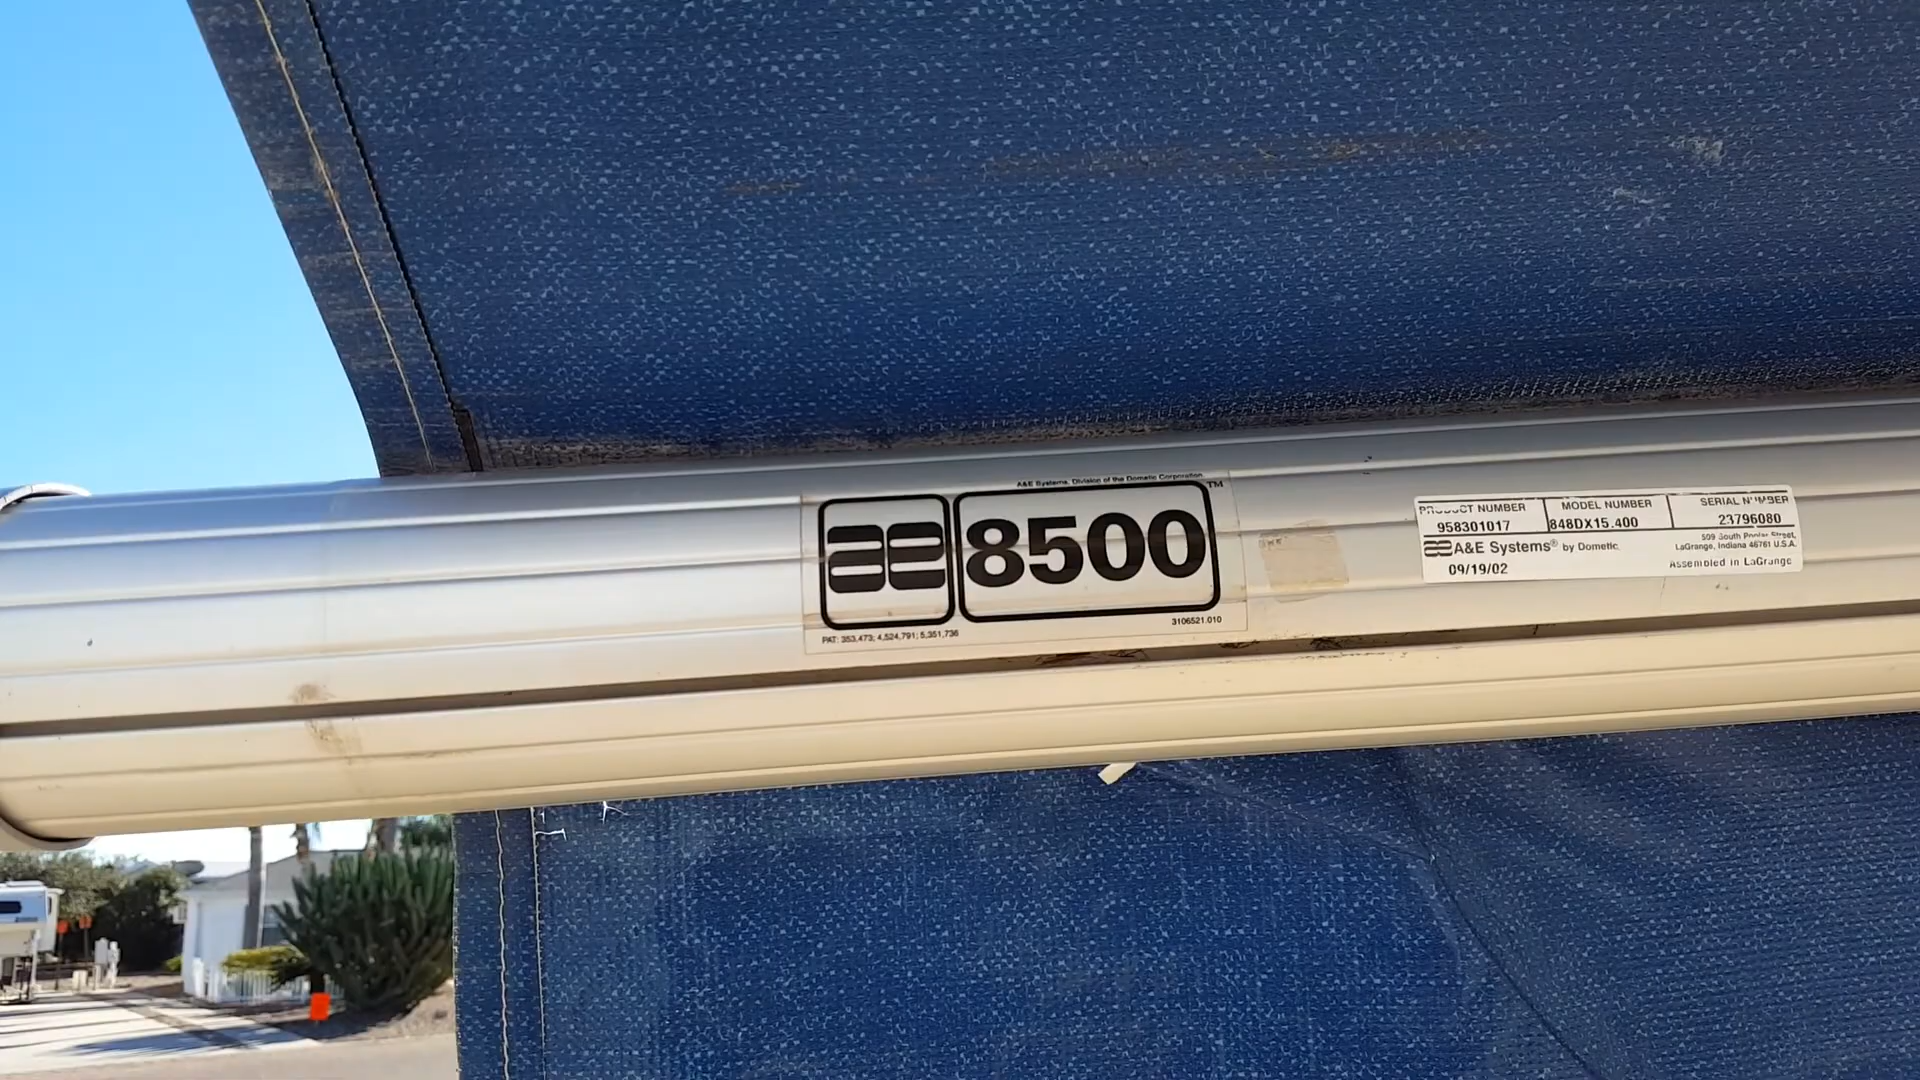 A&E Systems, Division of the Dometic Corporation
AE 8500 ™
PAT: 353,473; 4,524,791; 5,351,736
3106521.010
PRODUCT NUMBER MODEL NUMBER SERIAL NUMBER
958301017 848DX15.400 23796080
AE A&E Systems® by Dometic
509 South Poplar Street,
LaGrange, Indiana 46761 U.S.A.
09/19/02 Assembled in LaGrange